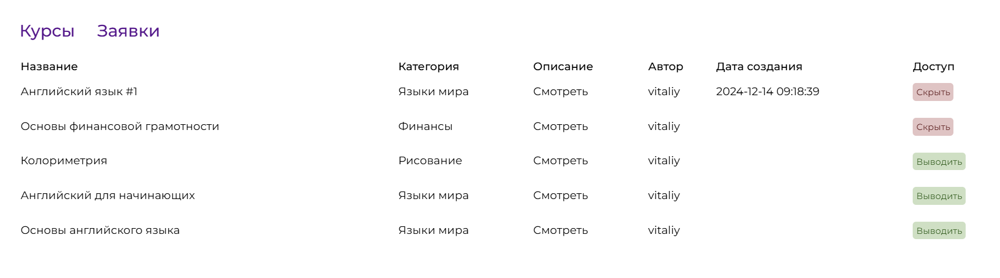 Курсы Заявки
Название Категория Описание Автор Дата создания Доступ
Английский язык #1 Языки мира Смотреть vitaliy 2024-12-14 09:18:39 Скрыть
Основы финансовой грамотности Финансы Смотреть vitaliy Скрыть
Колориметрия Рисование Смотреть vitaliy Выводить
Английский для начинающих Языки мира Смотреть vitaliy Выводить
Основы английского языка Языки мира Смотреть vitaliy Выводить